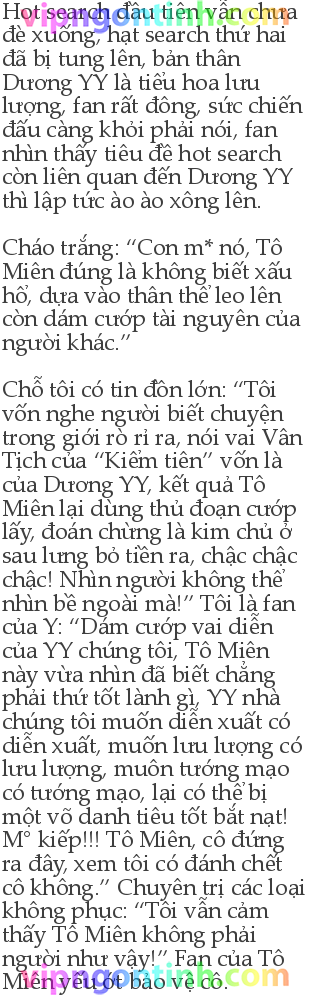 Hot search đầu tiên vẫn chưa
vipngontinh.com
đè xuống, hạt search thứ hai
đã bị tung lên, bản thân
Dương YY là tiểu hoa lưu
lượng, fan rất đông, sức chiến
đấu càng khỏi phải nói, fan
nhìn thấy tiêu đề hot search
còn liên quan đến Dương YY
thì lập tức ào ào xông lên.
Cháo trắng: “Con m* nó, Tô
Miên đúng là không biết xấu
hổ, dựa vào thân thể leo lên
còn dám cướp tài nguyên của
người khác.”
Chỗ tôi có tin đồn lớn: “Tôi
vốn nghe người biết chuyện
trong giới rò rỉ ra, nói vai Vân
Tịch của “Kiếm tiên” vốn là
của Dương YY, kết quả Tô
Miên lại dùng thủ đoạn cướp
lấy, đoán chừng là kim chủ ở
sau lưng bỏ tiền ra, chậc chậc
chậc! Nhìn người không thể
nhìn bề ngoài mà!” Tôi là fan
của Y: “Dám cướp vai diễn
của YY chúng tôi, Tô Miên
này vừa nhìn đã biết chẳng
phải thứ tốt lành gì, YY nhà
chúng tôi muốn diễn xuất có
diễn xuất, muốn lưu lượng có
lưu lượng, muôn tướng mạo
có tướng mạo, lại có thể bị
một võ danh tiêu tốt bắt nạt!
M° kiếp!!! Tô Miên, cô đứng
ra đây, xem tôi có đánh chết
cô không.” Chuyên trị các loại
không phục: “Tôi vẫn cảm
thấy Tô Miên không phải
người như vậy!” Fan của Tô
Miên yếu ớt bảo vệ cô.
vipngontinh.com